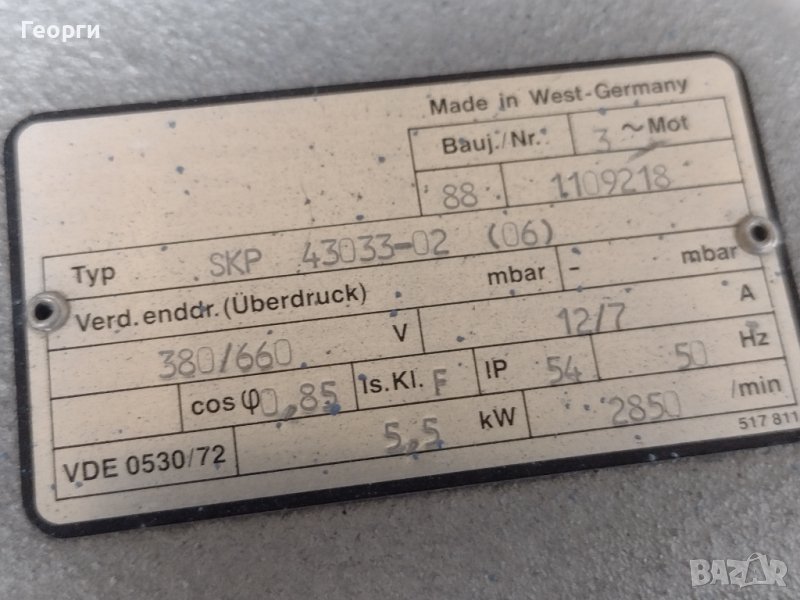 Георги
Made in West-Germany
Bauj./Nr. 3 ~ Mot
88 1109218
Typ SKP 43033-02 (06)
Verd.enddr.(Überdruck) mbar - mbar
380/660 V 12/7 A
cos φ 0,85 Is.Kl. F IP 54 50 Hz
VDE 0530/72 5,5 kW 2850 /min
517 811
BAZAR